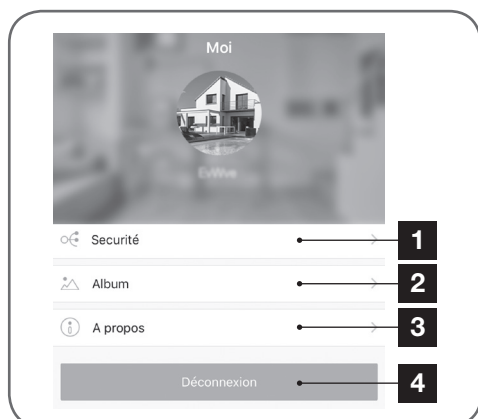 Moi
EvWve
Securité 1
Album 2
A propos 3
Déconnexion 4